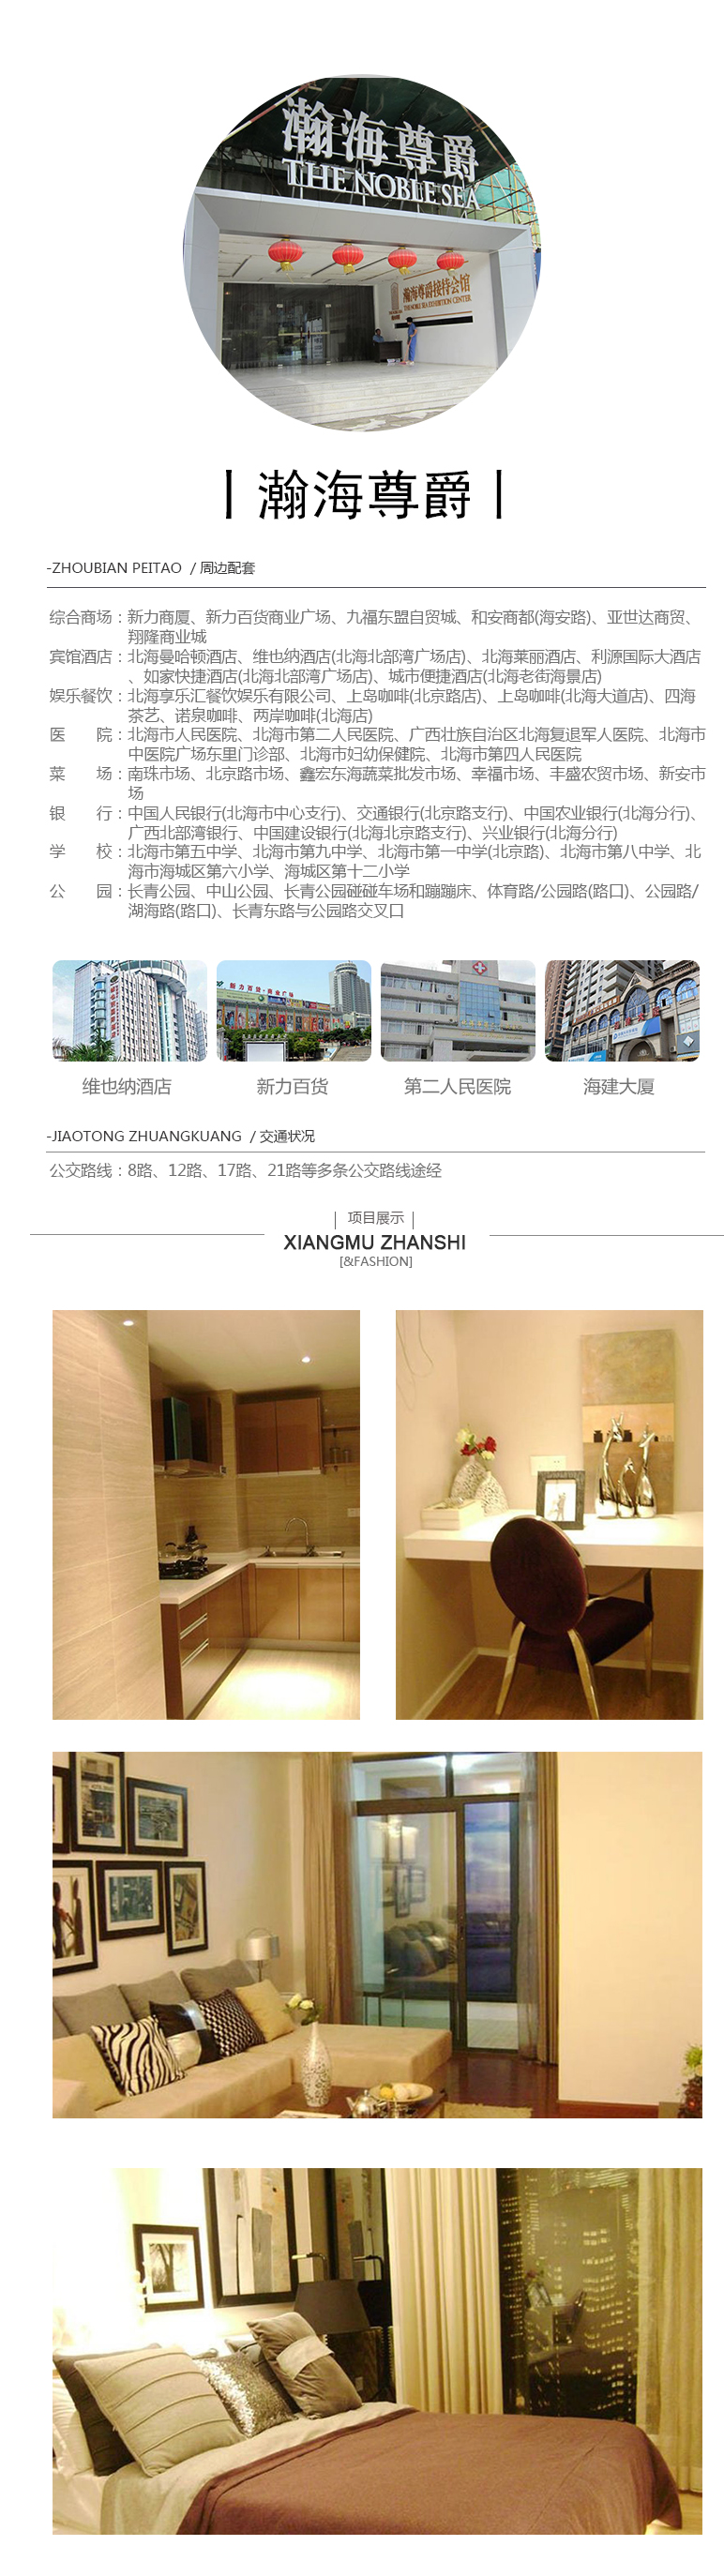 瀚海尊爵
THE NOBLE SEA
瀚海尊爵接待会馆
THE NOBLE SEA EXHIBITION CENTER
瀚海尊爵
-ZHOUBIAN PEITAO / 周边配套
综合商场：新力商厦、新力百货商业广场、九福东盟自贸城、和安商都(海安路)、亚世达商贸、
翔隆商业城
宾馆酒店：北海曼哈顿酒店、维也纳酒店(北海北部湾广场店)、北海莱丽酒店、利源国际大酒店
、如家快捷酒店(北海北部湾广场店)、城市便捷酒店(北海老街海景店)
娱乐餐饮：北海享乐汇餐饮娱乐有限公司、上岛咖啡(北京路店)、上岛咖啡(北海大道店)、四海
茶艺、诺泉咖啡、两岸咖啡(北海店)
医 院：北海市人民医院、北海市第二人民医院、广西壮族自治区北海复退军人医院、北海市
中医院广场东里门诊部、北海市妇幼保健院、北海市第四人民医院
菜 场：南珠市场、北京路市场、鑫宏东海蔬菜批发市场、幸福市场、丰盛农贸市场、新安市
场
银 行：中国人民银行(北海市中心支行)、交通银行(北京路支行)、中国农业银行(北海分行)、
广西北部湾银行、中国建设银行(北海北京路支行)、兴业银行(北海分行)
学 校：北海市第五中学、北海市第九中学、北海市第一中学(北京路)、北海市第八中学、北
海市海城区第六小学、海城区第十二小学
公 园：长青公园、中山公园、长青公园碰碰车场和蹦蹦床、体育路/公园路(路口)、公园路/
湖海路(路口)、长青东路与公园路交叉口
新力百货·商业广场
维也纳酒店 新力百货 第二人民医院 海建大厦
-JIAOTONG ZHUANGKUANG / 交通状况
公交路线：8路、12路、17路、21路等多条公交路线途经
| 项目展示 |
XIANGMU ZHANSHI
[&FASHION]